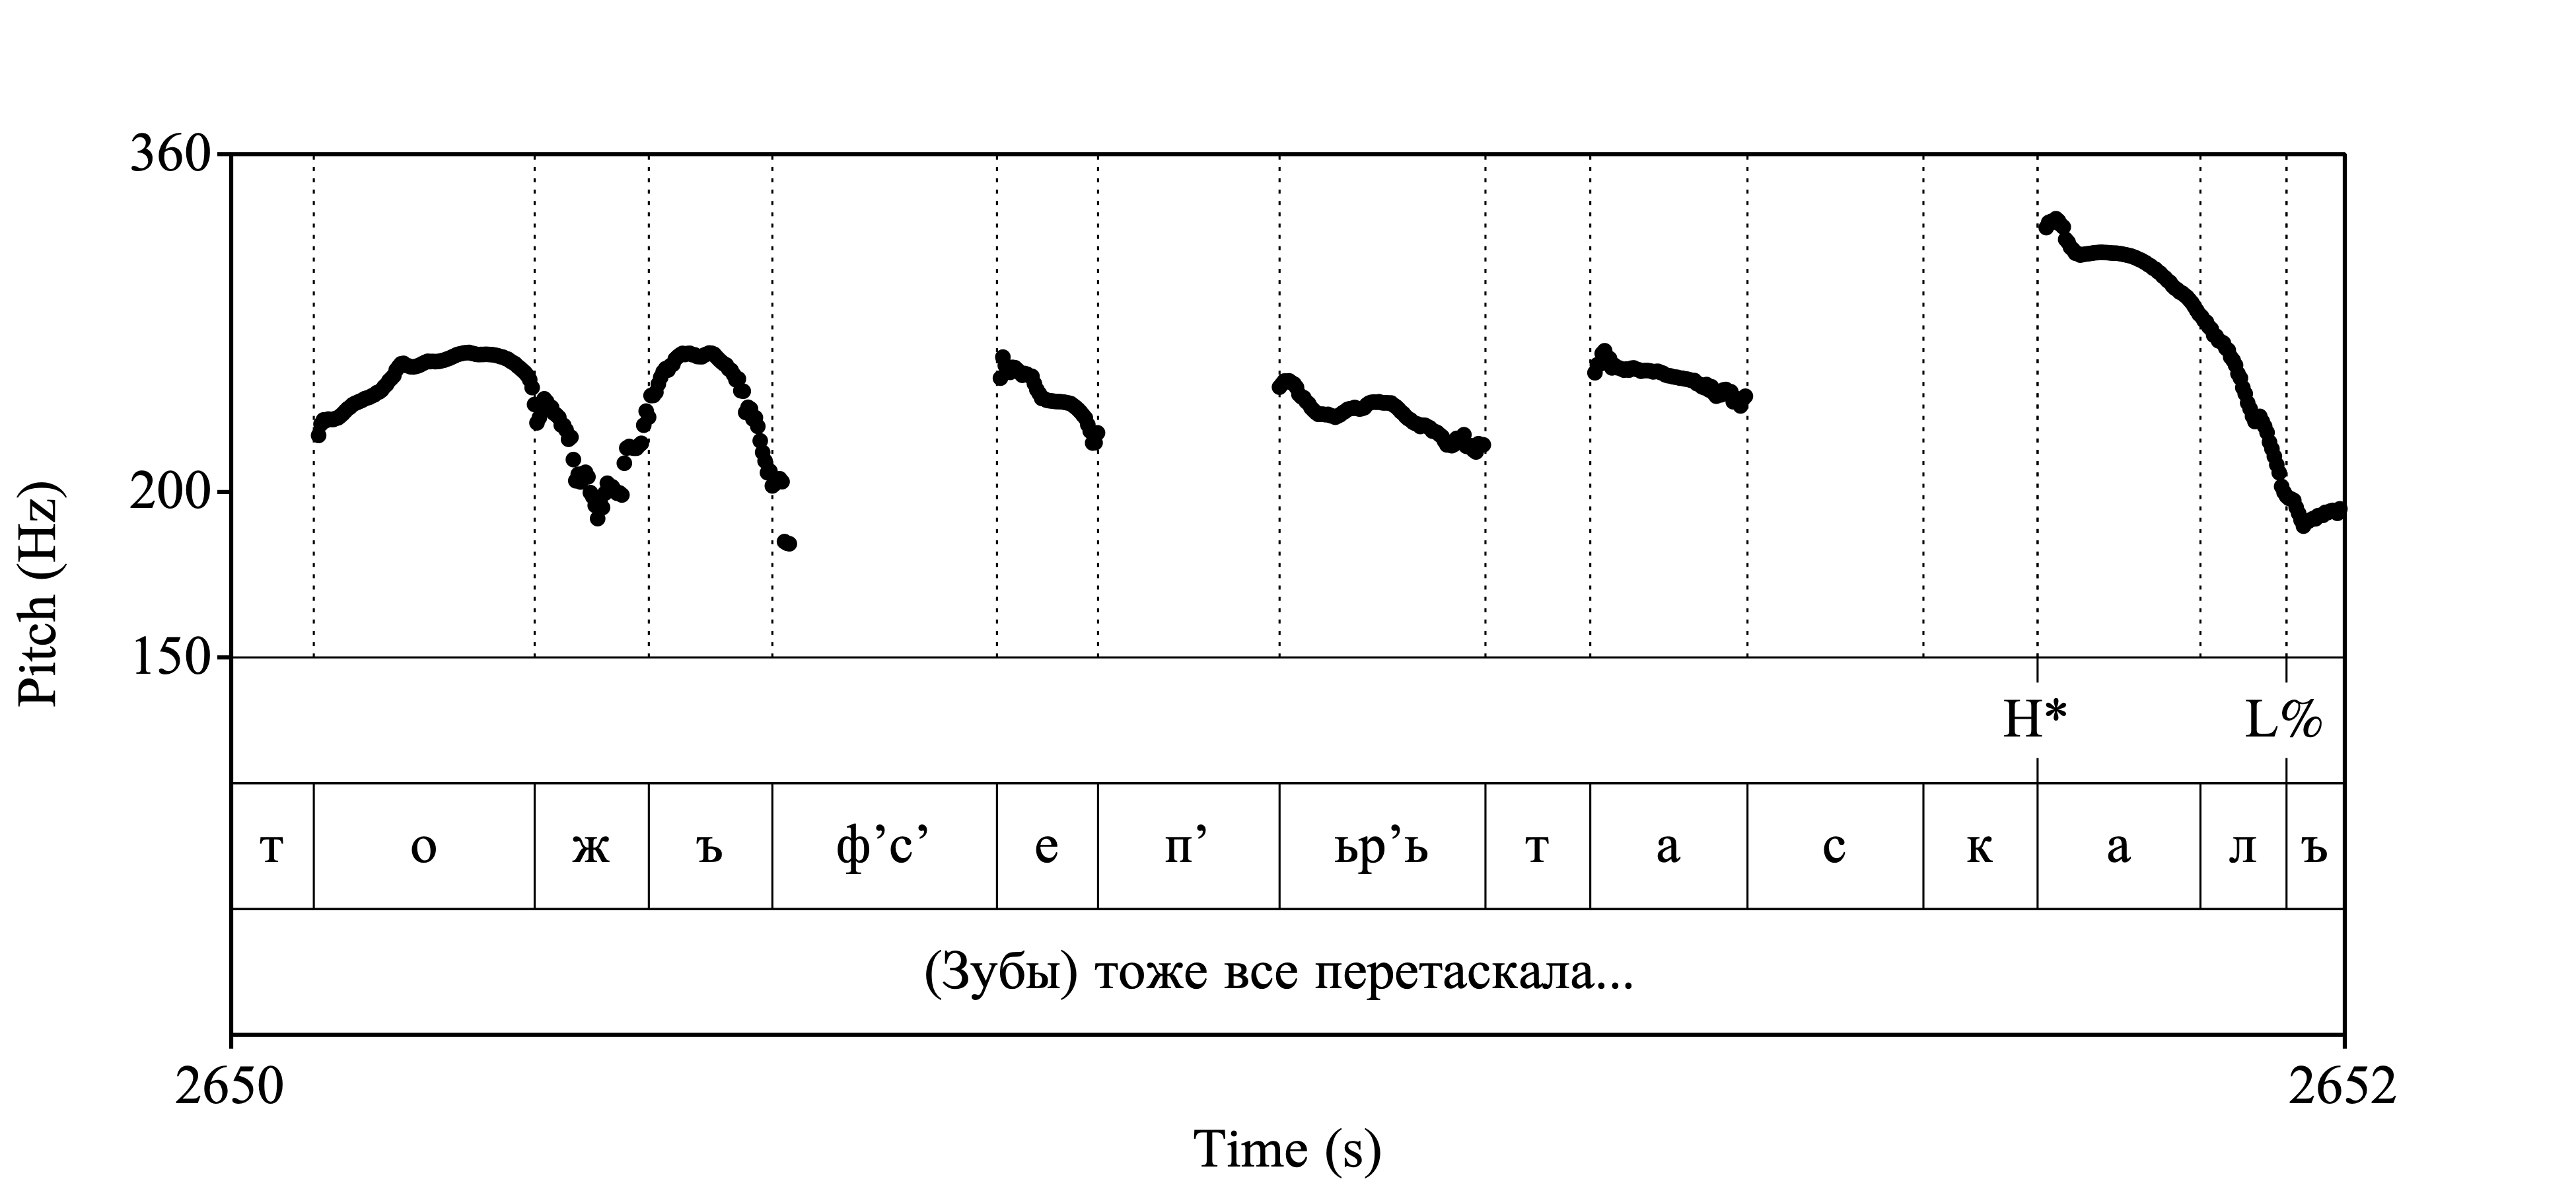 360
200
150
Pitch (Hz)
H* L%
т о ж ъ ф’с’ е п’ ьр’ь т а с к а л ъ
(Зубы) тоже все перетаскала...
2650 2652
Time (s)